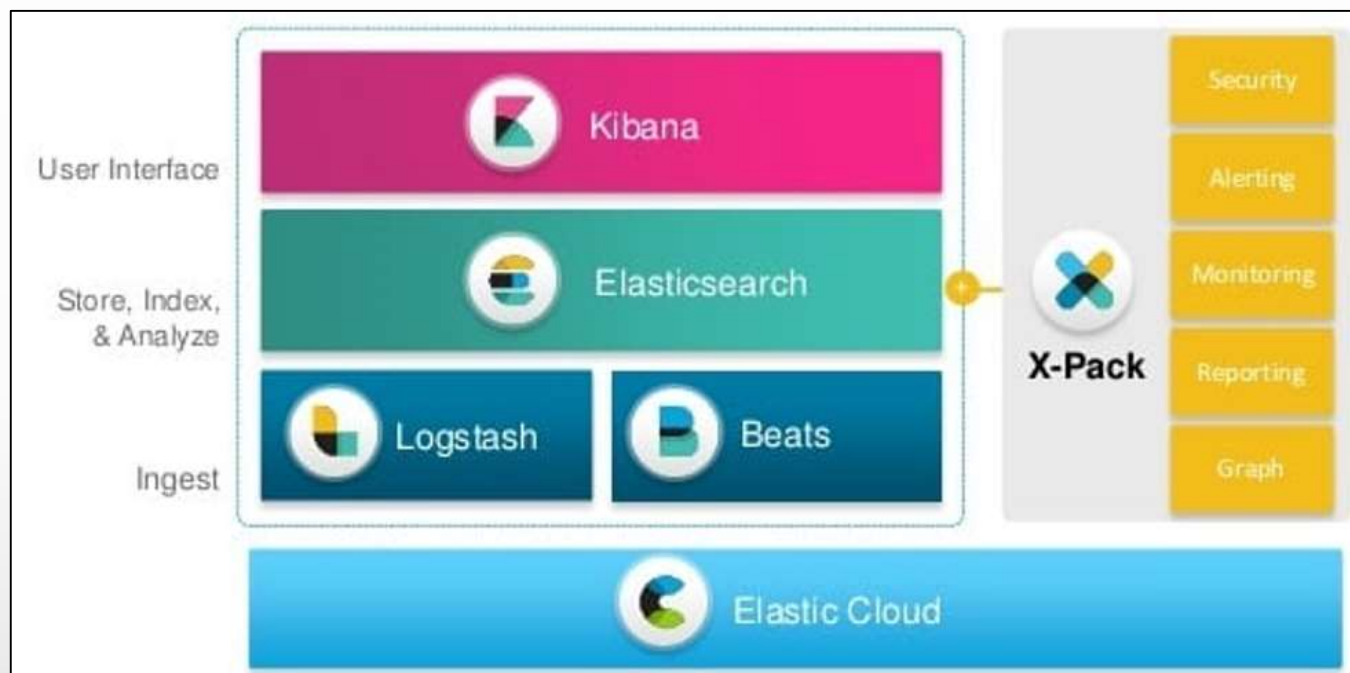 User Interface
Kibana
Store, Index,
& Analyze
Elasticsearch
Ingest
Logstash
Beats
X-Pack
Security
Alerting
Monitoring
Reporting
Graph
Elastic Cloud